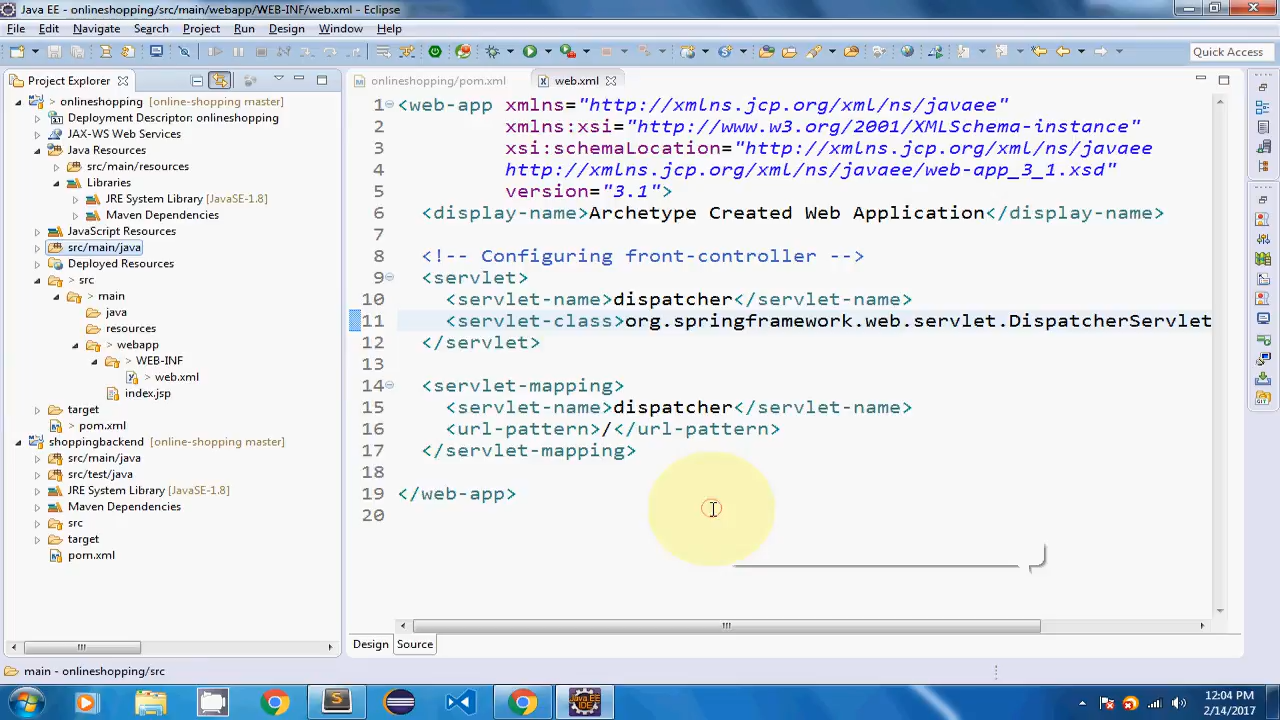 Java EE - onlineshopping/src/main/webapp/WEB-INF/web.xml - Eclipse
File Edit Navigate Search Project Run Design Window Help
Quick Access
Project Explorer
> onlineshopping [online-shopping master]
Deployment Descriptor: onlineshopping
JAX-WS Web Services
Java Resources
src/main/resources
Libraries
JRE System Library [JavaSE-1.8]
Maven Dependencies
JavaScript Resources
src/main/java
Deployed Resources
> src
> main
java
resources
> webapp
> WEB-INF
> web.xml
index.jsp
target
> pom.xml
shoppingbackend [online-shopping master]
src/main/java
src/test/java
JRE System Library [JavaSE-1.8]
Maven Dependencies
src
target
pom.xml
onlineshopping/pom.xml
web.xml
1 <web-app xmlns="http://xmlns.jcp.org/xml/ns/javaee"
2 xmlns:xsi="http://www.w3.org/2001/XMLSchema-instance"
3 xsi:schemaLocation="http://xmlns.jcp.org/xml/ns/javaee
4 http://xmlns.jcp.org/xml/ns/javaee/web-app_3_1.xsd"
5 version="3.1">
6 <display-name>Archetype Created Web Application</display-name>
7
8 <!-- Configuring front-controller -->
9 <servlet>
10 <servlet-name>dispatcher</servlet-name>
11 <servlet-class>org.springframework.web.servlet.DispatcherServlet
12 </servlet>
13
14 <servlet-mapping>
15 <servlet-name>dispatcher</servlet-name>
16 <url-pattern>/</url-pattern>
17 </servlet-mapping>
18
19 </web-app>
20
Design Source
main - onlineshopping/src
Java EE IDE
12:04 PM
2/14/2017